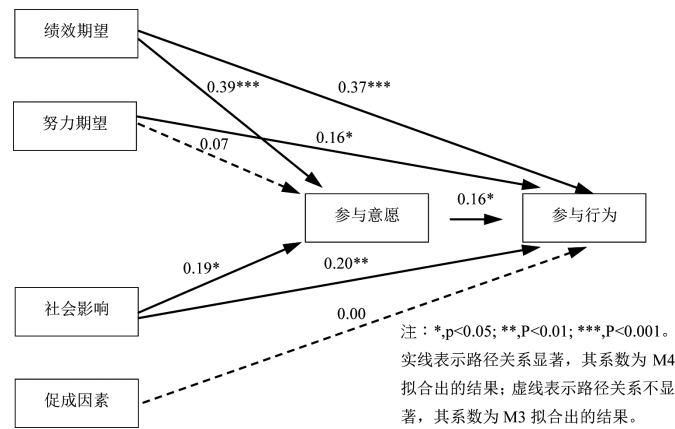 绩效期望
0.39***
0.37***
努力期望
0.16*
0.07
参与意愿
0.16*
参与行为
0.19*
0.20**
社会影响
0.00
注：*,p<0.05; **,P<0.01; ***,P<0.001。
实线表示路径关系显著，其系数为 M4
拟合出的结果；虚线表示路径关系不显
著，其系数为 M3 拟合出的结果。
促成因素